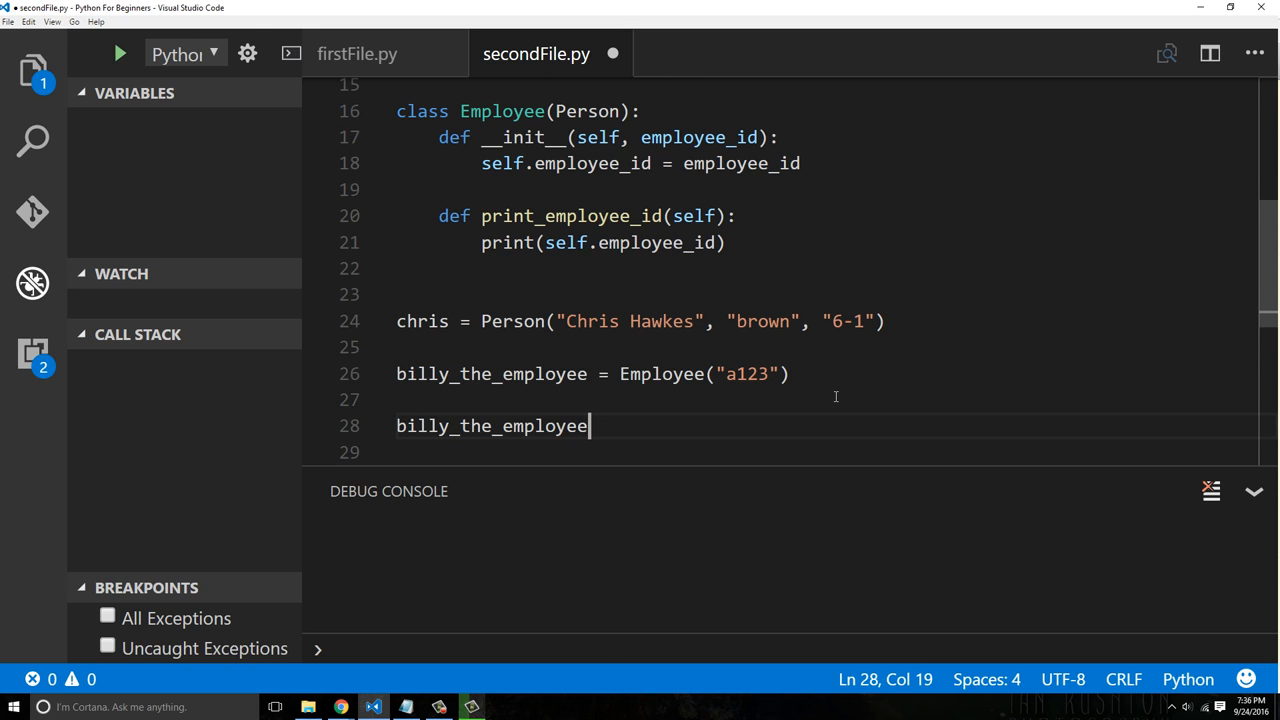 ● secondFile.py - Python For Beginners - Visual Studio Code
File Edit View Go Help
1
2
Python
firstFile.py
secondFile.py
VARIABLES
WATCH
CALL STACK
BREAKPOINTS
All Exceptions
Uncaught Exceptions
15
16 class Employee(Person):
17 def __init__(self, employee_id):
18 self.employee_id = employee_id
19
20 def print_employee_id(self):
21 print(self.employee_id)
22
23
24 chris = Person("Chris Hawkes", "brown", "6-1")
25
26 billy_the_employee = Employee("a123")
27
28 billy_the_employee
29
DEBUG CONSOLE
0 0
Ln 28, Col 19 Spaces: 4 UTF-8 CRLF Python
I'm Cortana. Ask me anything.
7:36 PM
9/24/2016